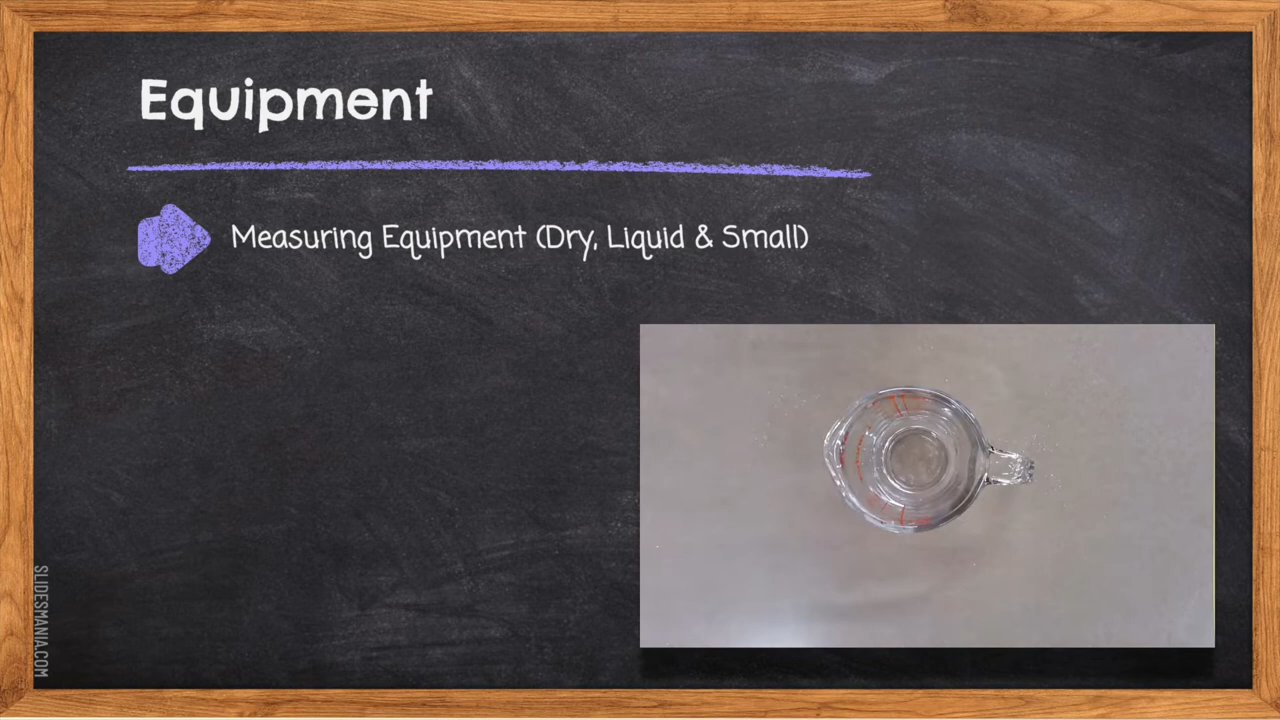 Equipment
Measuring Equipment (Dry, Liquid & Small)
SLIDESMANIA.COM